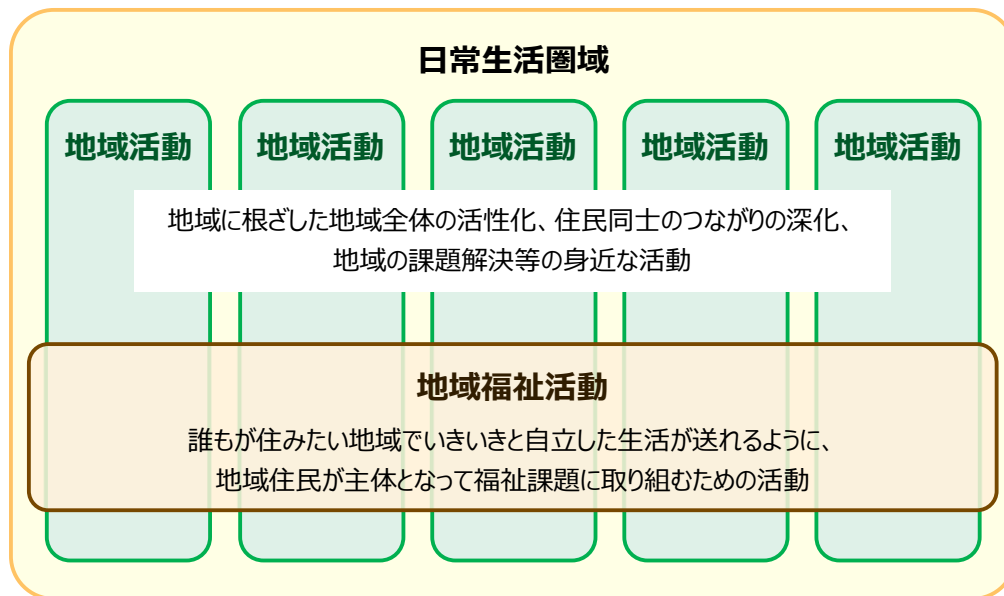 日常生活圏域
地域活動 地域活動 地域活動 地域活動 地域活動
地域に根ざした地域全体の活性化、住民同士のつながりの深化、
地域の課題解決等の身近な活動
地域福祉活動
誰もが住みたい地域でいきいきと自立した生活が送れるように、
地域住民が主体となって福祉課題に取り組むための活動